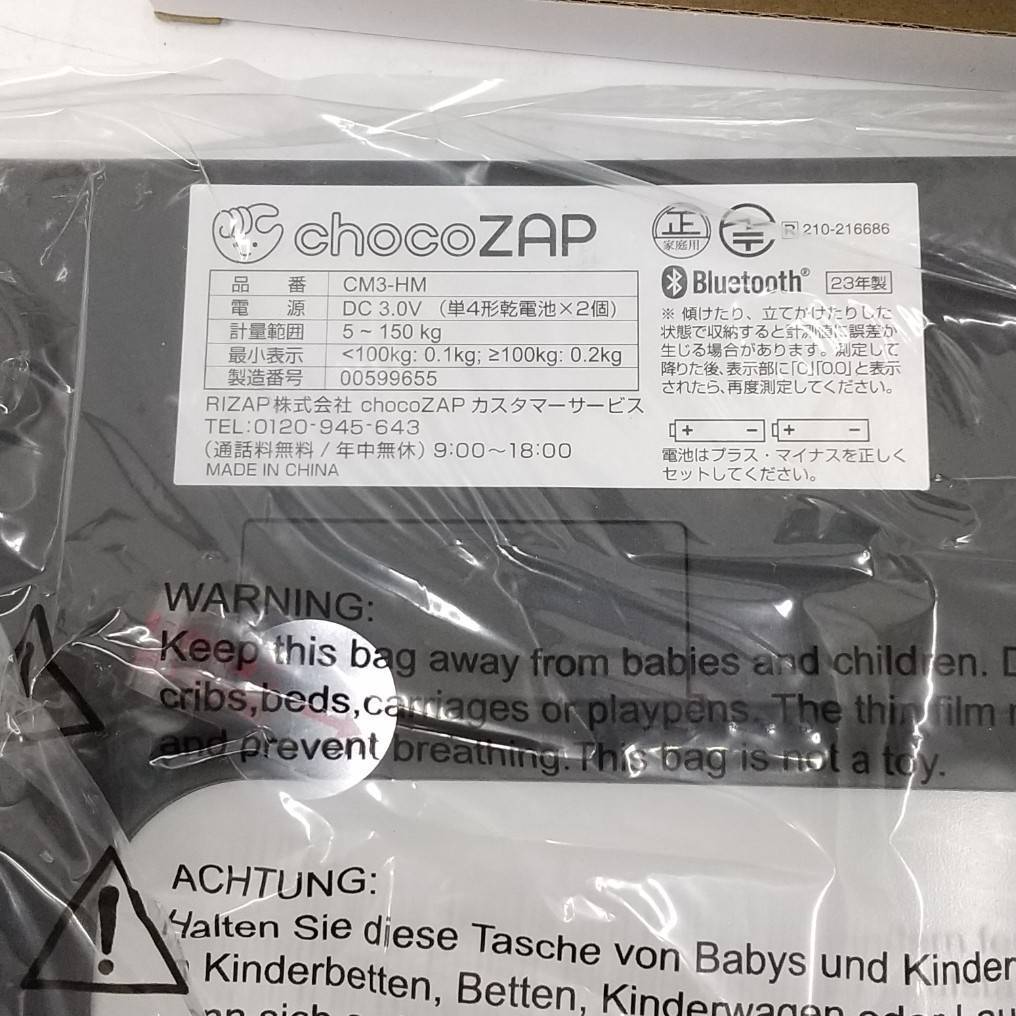 chocoZAP
品 番 CM3-HM
電 源 DC 3.0V （単4形乾電池×2個）
計量範囲 5 ~ 150 kg
最小表示 <100kg: 0.1kg; ≥100kg: 0.2kg
製造番号 00599655
RIZAP株式会社 chocoZAP カスタマーサービス
TEL:0120-945-643
（通話料無料 / 年中無休）9:00～18:00
MADE IN CHINA
正 家庭用
R 210-216686
Bluetooth® 23年製
※ 傾けたり、立てかけたりした
状態で収納すると計測値に誤差が
生じる場合があります。測定して
降りた後、表示部に「C」「0.0」と表示
されたら、再度測定してください。
+ − + −
電池はプラス・マイナスを正しく
セットしてください。
WARNING:
Keep this bag away from babies and children. D
cribs,beds,carriages or playpens. The thin film
and prevent breathing. This bag is not a toy.
ACHTUNG:
Halten Sie diese Tasche von Babys und Kinder
Kinderbetten, Betten, Kinderwagen oder